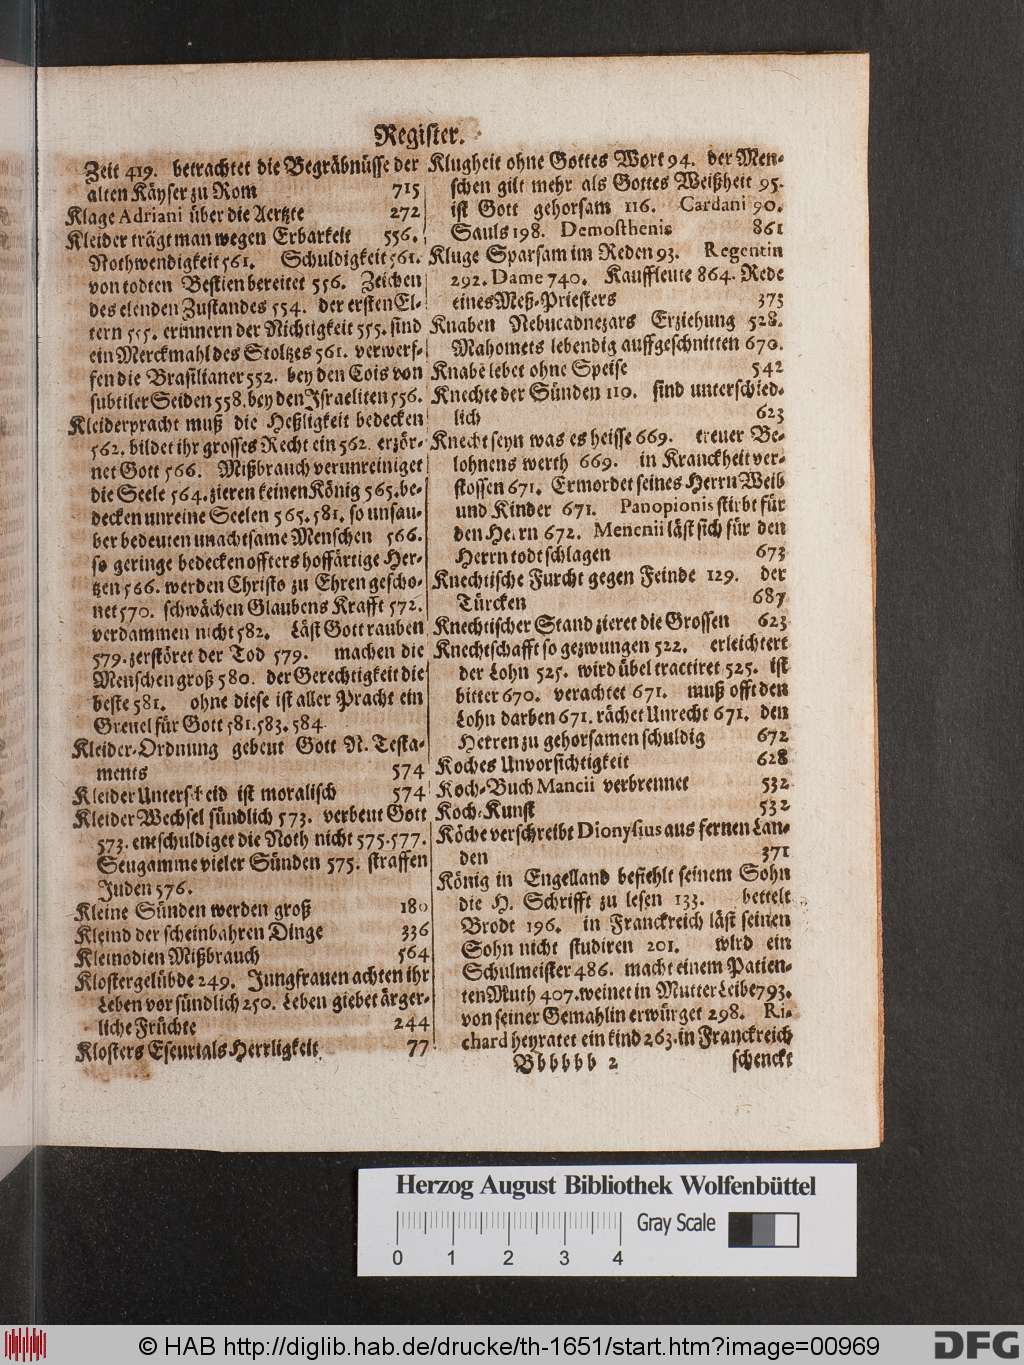 Register.
Zeit 419. betrachtet die Begräbnüsse der
alten Käyser zu Rom 715
Klage Adriani über die Aertzte 272
Kleider trägt man wegen Erbarkeit 556.
Nothwendigkeit 561. Schuldigkeit 561.
von todten Bestien bereitet 556. Zeichen
des elenden Zustandes 554. der ersten El-
tern 555. erinnern der Nichtigkeit 555. sind
ein Merckmahl des Stoltzes 561. verwerf-
fen die Brasilianer 552. bey den Cois von
subtiler Seiden 558. bey den Israeliten 556.
Kleiderpracht muß die Heßligkeit bedecken
562. bildet ihr grosses Recht ein 562. erzör-
net Gott 566. Mißbrauch verunreiniget
die Seele 564. zieren keinen König 565. be-
decken unreine Seelen 565. 581. so unsau-
ber bedeuten unachtsame Menschen 566.
so geringe bedecken offters hoffärtige Her-
tzen 566. werden Christo zu Ehren gescho-
net 570. schwächen Glaubens Krafft 572.
verdammen nicht 582. Läst Gott rauben
579. zerstöret der Tod 579. machen die
Menschen groß 580. der Gerechtigkeit die
beste 581. ohne diese ist aller Pracht ein
Greuel für Gott 581. 583. 584.
Kleider-Ordnung gebeut Gott N. Testa-
ments 574
Kleider Unterscheid ist moralisch 574
Kleider Wechsel sündlich 573. verbeut Gott
573. entschuldiget die Noth nicht 575. 577.
Seugamme vieler Sünden 575. straffen
Juden 576.
Kleine Sünden werden groß 180
Kleind der scheinbahren Dinge 336
Kleinodien Mißbrauch 564
Klostergelübde 249. Jungfrauen achten ihr
Leben vor sündlich 250. Leben giebet ärger-
liche Früchte 244
Klosters Escurials Herrligkeit 77
Klugheit ohne Gottes Wort 94. der Men-
schen gilt mehr als Gottes Weißheit 95.
ist Gott gehorsam 116. Cardani 90.
Sauls 198. Demosthenis 861
Kluge Sparsam im Reden 93. Regentin
292. Dame 740. Kauffleute 864. Rede
eines Meß-Priesters 373
Knaben Nebucadnezars Erziehung 528.
Mahomets lebendig auffgeschnitten 670.
Knabe lebet ohne Speise 542
Knechte der Sünden 110. sind unterschied-
lich 623
Knecht seyn was es heisse 669. treuer Be-
lohnens werth 669. in Kranckheit ver-
stossen 671. Ermordet seines Herrn Weib
und Kinder 671. Panopionis stirbt für
den Herrn 672. Menenii läst sich für den
Herrn todt schlagen 673
Knechtische Furcht gegen Feinde 129. der
Türcken 687
Knechtischer Stand zieret die Grossen 623
Knechtschafft so gezwungen 522. erleichtert
der Lohn 525. wird übel tractiret 525. ist
bitter 670. verachtet 671. muß offt den
Lohn darben 671. rächet Unrecht 671. den
Herren zu gehorsamen schuldig 672
Koches Unvorsichtigkeit 628
Koch-Buch Mancii verbrennet 532
Koch-Kunst 532
Köche verschreibt Dionysius aus fernen Lan-
den 371
König in Engelland befiehlt seinem Sohn
die H. Schrifft zu lesen 133. bettelt
Brodt 196. in Franckreich läst seinen
Sohn nicht studiren 201. wird ein
Schulmeister 486. macht einem Patien-
ten Muth 407. weinet in Mutter Leibe 793.
von seiner Gemahlin erwürget 298. Ri-
chard heyratet ein kind 263. in Franckreich
Bbbbbb 2 schenckt
Herzog August Bibliothek Wolfenbüttel
Gray Scale
0 1 2 3 4
© HAB http://diglib.hab.de/drucke/th-1651/start.htm?image=00969
DFG